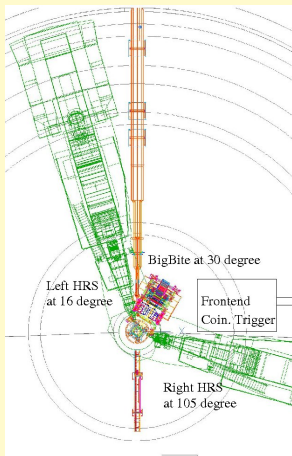 BigBite at 30 degree
Left HRS
at 16 degree
Frontend
Coin. Trigger
Right HRS
at 105 degree